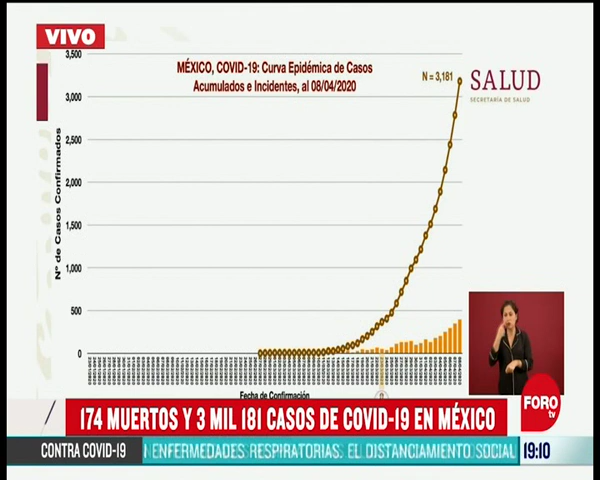 VIVO
MÉXICO, COVID-19: Curva Epidémica de Casos
Acumulados e Incidentes, al 08/04/2020
N = 3,181
SALUD
SECRETARÍA DE SALUD
Nº de Casos Confirmados
3,500
3,000
2,500
2,000
1,500
1,000
500
0
Fecha de Confirmación
174 MUERTOS Y 3 MIL 181 CASOS DE COVID-19 EN MÉXICO
FORO
tv
CONTRA COVID-19
N ENFERMEDADES RESPIRATORIAS. EL DISTANCIAMIENTO SOCIAL
19:10